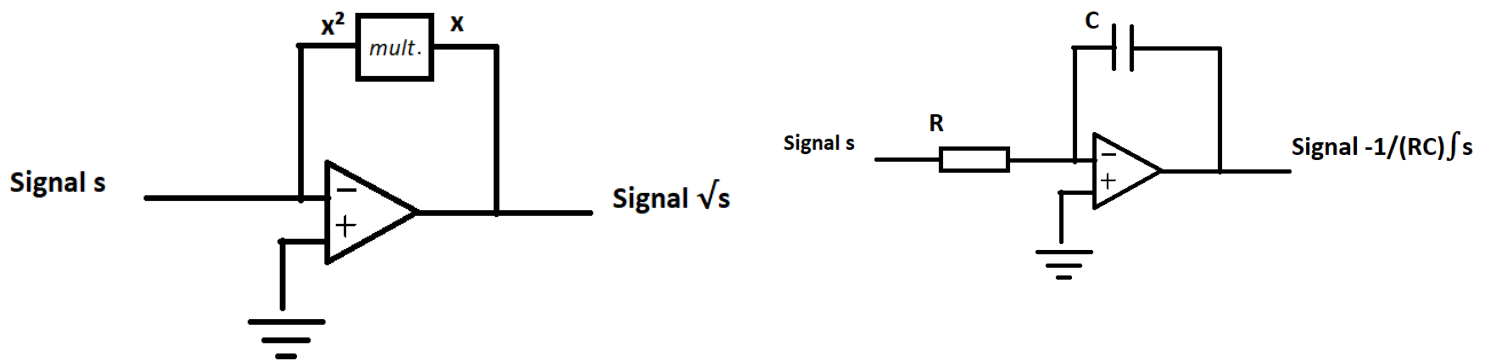 x² mult. x
Signal s
−
+
Signal √s
C
R
Signal s
−
+
Signal -1/(RC)∫s